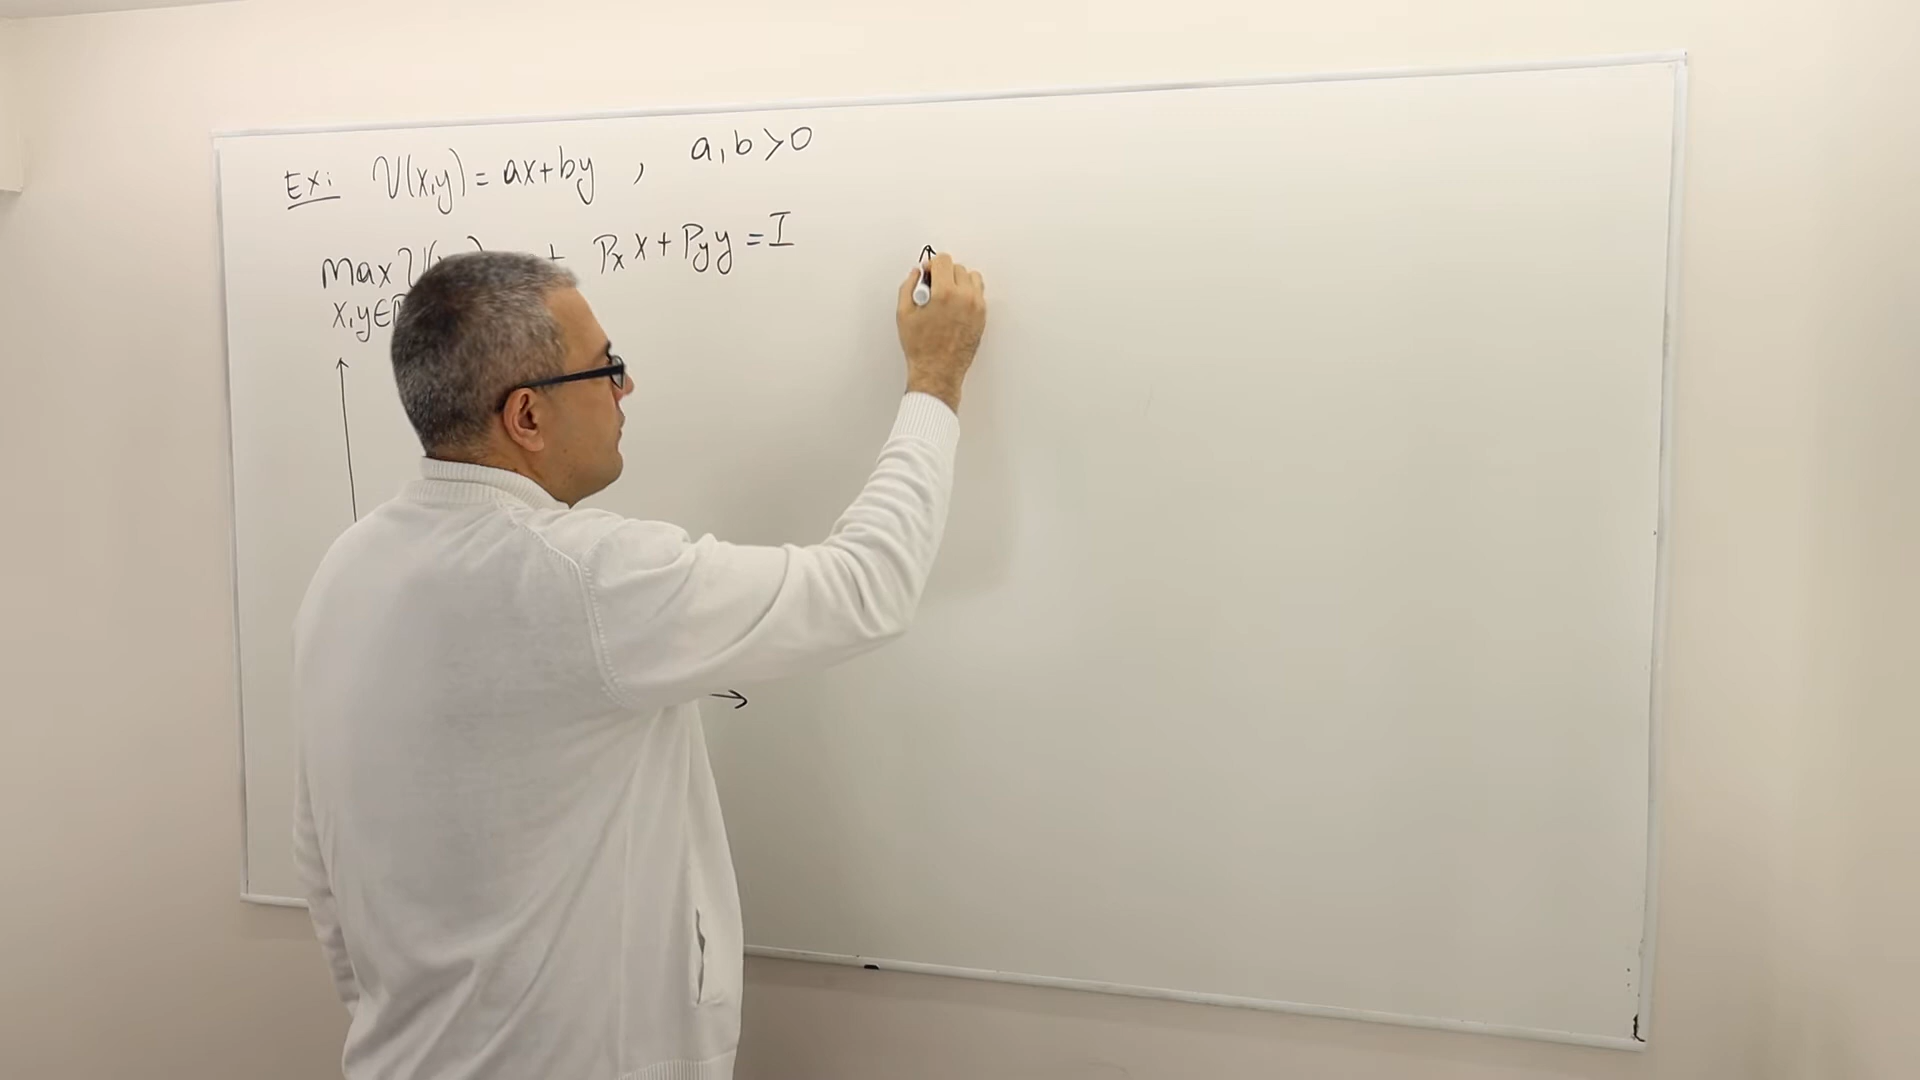 Ex: U(x,y) = ax+by , a,b>0
max U( Px x + Py y = I
x,y ∈